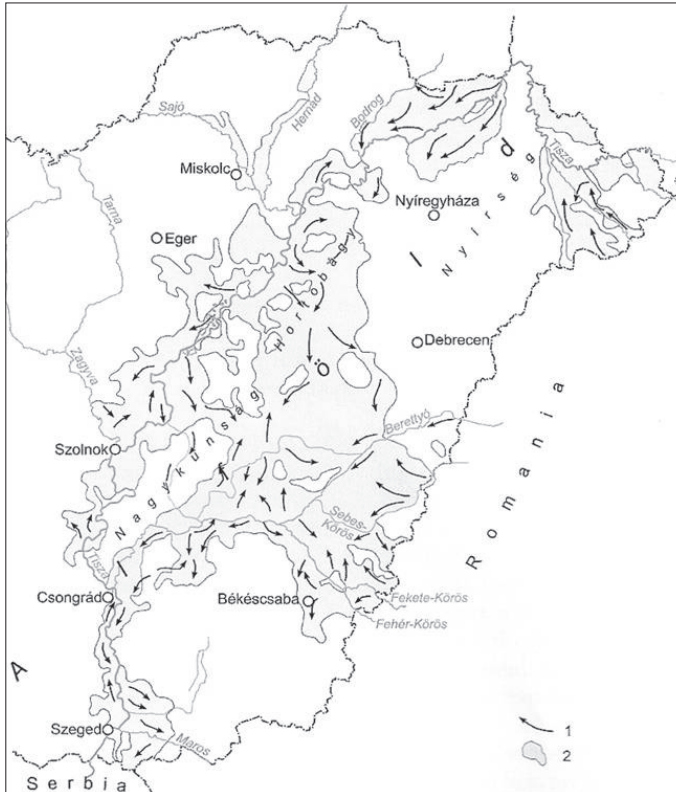 Sajó
Hernád
Bodrog
Miskolc
Tisza
d
Tarna
Nyíregyháza
Nyírség
l
Eger
Hortobágy
Debrecen
ö
Zagyva
Romania
Nagykunság
Berettyó
Szolnok
Sebes-
Körös
Tisza
Csongrád
Békéscsaba
Fekete-Körös
Fehér-Körös
A
1
Szeged
Maros
2
Serbia